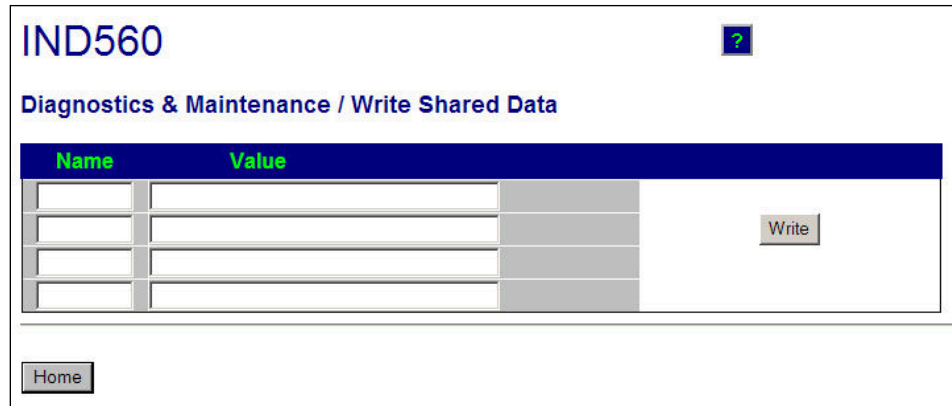 IND560
?
Diagnostics & Maintenance / Write Shared Data
Name Value
Write
Home